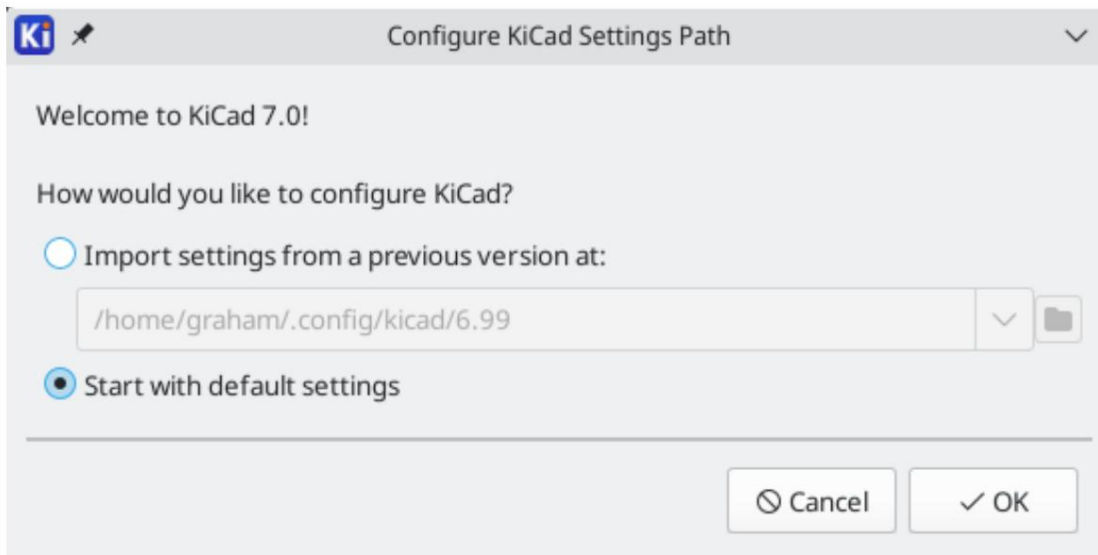 Ki
Configure KiCad Settings Path
Welcome to KiCad 7.0!
How would you like to configure KiCad?
Import settings from a previous version at:
/home/graham/.config/kicad/6.99
Start with default settings
Cancel
OK